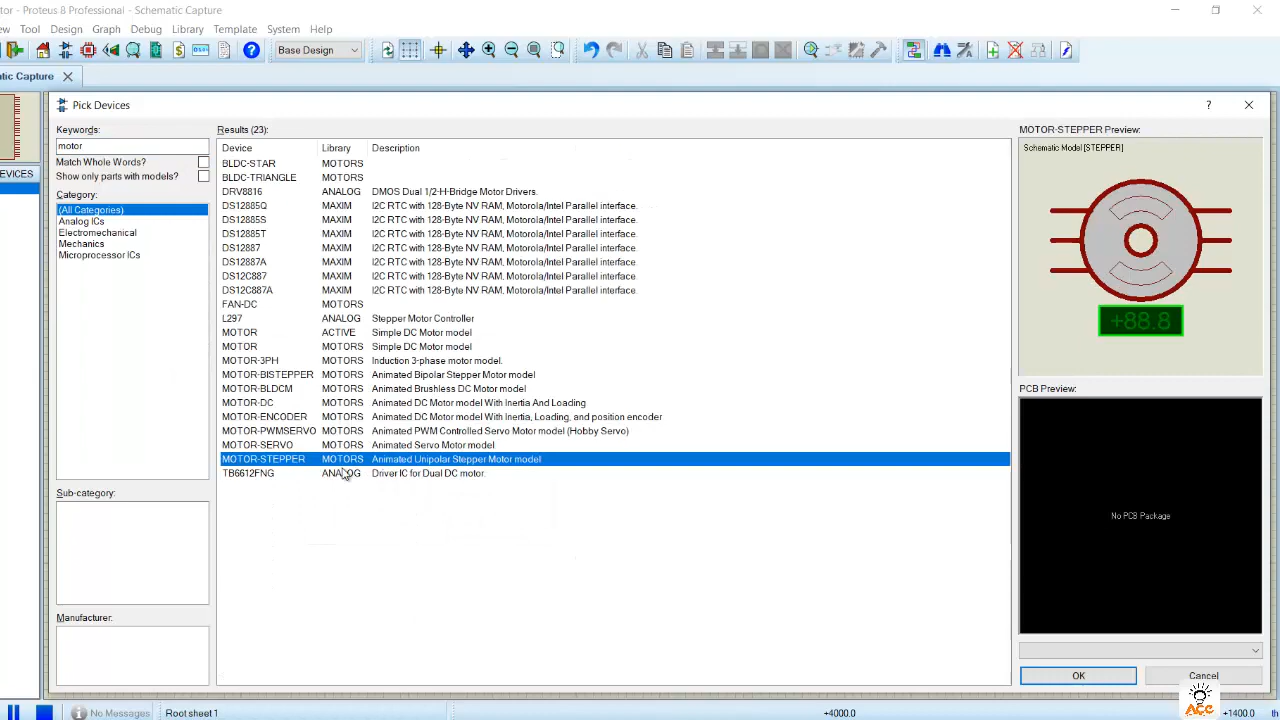 tor - Proteus 8 Professional - Schematic Capture
ew Tool Design Graph Debug Library Template System Help
Base Design
tic Capture
Pick Devices
Keywords:
motor
Match Whole Words?
Show only parts with models?
EVICES
Category:
(All Categories)
Analog ICs
Electromechanical
Mechanics
Microprocessor ICs
Sub-category:
Manufacturer:
Results (23):
Device Library Description
BLDC-STAR MOTORS
BLDC-TRIANGLE MOTORS
DRV8816 ANALOG DMOS Dual 1/2-H-Bridge Motor Drivers.
DS12885Q MAXIM I2C RTC with 128-Byte NV RAM, Motorola/Intel Parallel interface.
DS12885S MAXIM I2C RTC with 128-Byte NV RAM, Motorola/Intel Parallel interface.
DS12885T MAXIM I2C RTC with 128-Byte NV RAM, Motorola/Intel Parallel interface.
DS12887 MAXIM I2C RTC with 128-Byte NV RAM, Motorola/Intel Parallel interface.
DS12887A MAXIM I2C RTC with 128-Byte NV RAM, Motorola/Intel Parallel interface.
DS12C887 MAXIM I2C RTC with 128-Byte NV RAM, Motorola/Intel Parallel interface.
DS12C887A MAXIM I2C RTC with 128-Byte NV RAM, Motorola/Intel Parallel interface.
FAN-DC MOTORS
L297 ANALOG Stepper Motor Controller
MOTOR ACTIVE Simple DC Motor model
MOTOR MOTORS Simple DC Motor model
MOTOR-3PH MOTORS Induction 3-phase motor model.
MOTOR-BISTEPPER MOTORS Animated Bipolar Stepper Motor model
MOTOR-BLDCM MOTORS Animated Brushless DC Motor model
MOTOR-DC MOTORS Animated DC Motor model With Inertia And Loading
MOTOR-ENCODER MOTORS Animated DC Motor model With Inertia, Loading, and position encoder
MOTOR-PWMSERVO MOTORS Animated PWM Controlled Servo Motor model (Hobby Servo)
MOTOR-SERVO MOTORS Animated Servo Motor model
MOTOR-STEPPER MOTORS Animated Unipolar Stepper Motor model
TB6612FNG ANALOG Driver IC for Dual DC motor.
MOTOR-STEPPER Preview:
Schematic Model [STEPPER]
+88.8
PCB Preview:
No PCB Package
OK Cancel
ACC
No Messages Root sheet 1 +4000.0 +1400.0 th